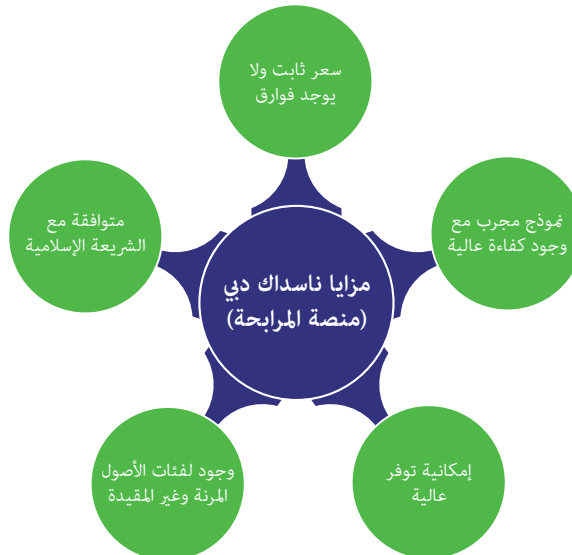 سعر ثابت ولا
يوجد فوارق
نموذج مجرب مع
وجود كفاءة عالية
متوافقة مع
الشريعة الإسلامية
مزايا ناسداك دبي
(منصة المرابحة)
إمكانية توفر
عالية
وجود لفئات الأصول
المرنة وغير المقيدة